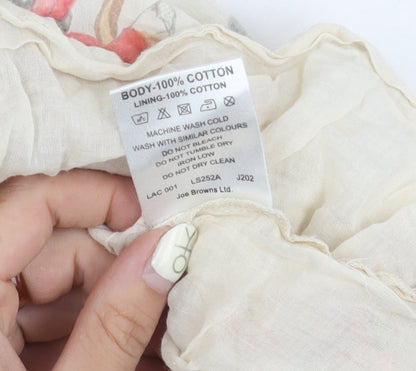 BODY-100% COTTON
LINING-100% COTTON
MACHINE WASH COLD
WASH WITH SIMILAR COLOURS
DO NOT BLEACH
DO NOT TUMBLE DRY
IRON LOW
DO NOT DRY CLEAN
LAC 001 LS252A J202
Joe Browns Ltd.